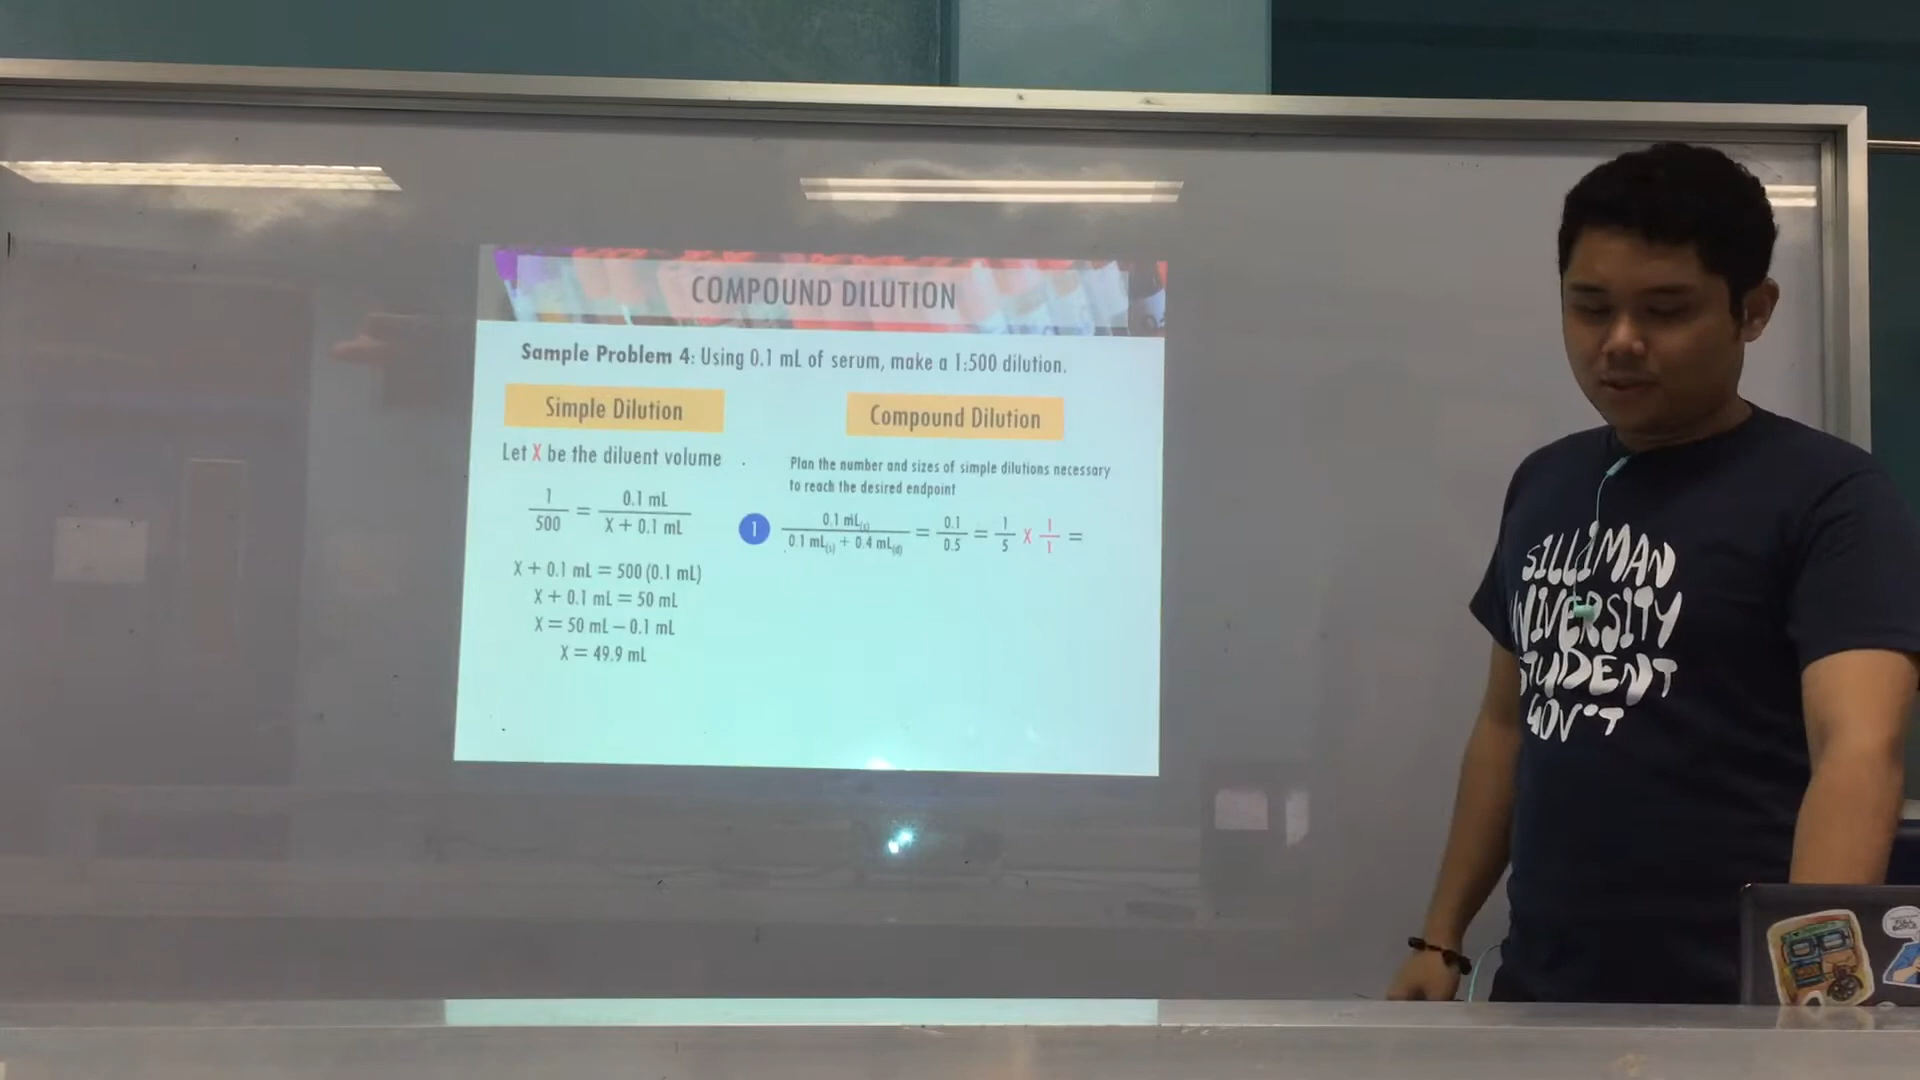 COMPOUND DILUTION
Sample Problem 4: Using 0.1 mL of serum, make a 1:500 dilution.
Simple Dilution
Let X be the diluent volume
1/500 = 0.1 mL/X + 0.1 mL
X + 0.1 mL = 500 (0.1 mL)
X + 0.1 mL = 50 mL
X = 50 mL – 0.1 mL
X = 49.9 mL
Compound Dilution
Plan the number and sizes of simple dilutions necessary
to reach the desired endpoint
1
0.1 mL(s)/0.1 mL(s) + 0.4 mL(d) = 0.1/0.5 = 1/5 X 1/1 =
SILLIMAN
UNIVERSITY
STUDENT
GOV'T